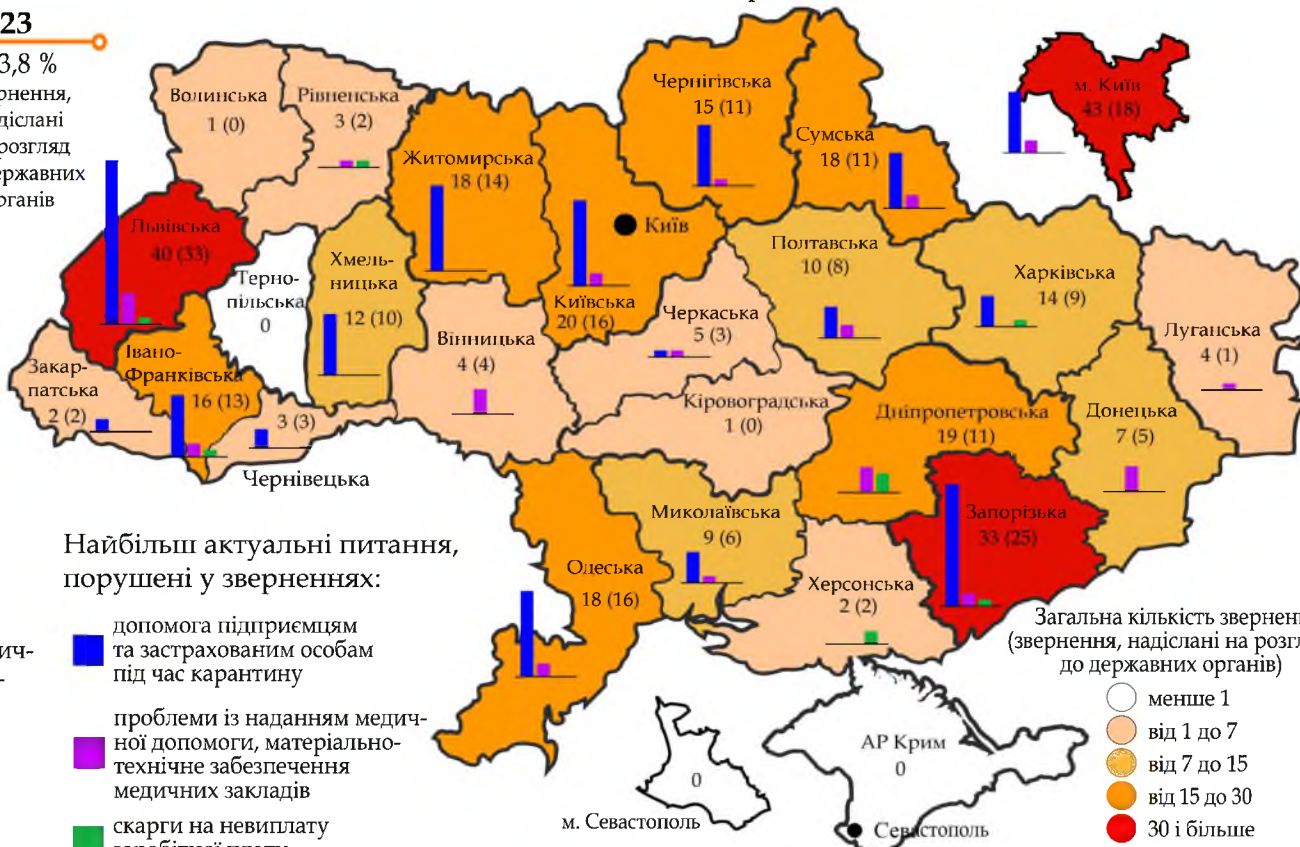 23
3,8 %
рнення,
діслані
розгляд
ержавних
рганів
Волинська
1 (0)
Рівненська
3 (2)
Житомирська
18 (14)
Чернігівська
15 (11)
Сумська
18 (11)
м. Київ
43 (18)
Львівська
40 (33)
Терно-
пільська
0
Хмель-
ницька
12 (10)
Київ
Київська
20 (16)
Полтавська
10 (8)
Харківська
14 (9)
Луганська
4 (1)
Черкаська
5 (3)
Вінницька
4 (4)
Закар-
патська
2 (2)
Івано-
Франківська
16 (13)
3 (3)
Чернівецька
Кіровоградська
1 (0)
Дніпропетровська
19 (11)
Донецька
7 (5)
Миколаївська
9 (6)
Запорізька
33 (25)
Одеська
18 (16)
Херсонська
2 (2)
Найбільш актуальні питання,
порушені у зверненнях:
допомога підприємцям
та застрахованим особам
під час карантину
проблеми із наданням медич-
ної допомоги, матеріально-
технічне забезпечення
медичних закладів
скарги на невиплату
ич-
Загальна кількість звернен
(звернення, надіслані на розгл
до державних органів)
менше 1
від 1 до 7
від 7 до 15
від 15 до 30
30 і більше
АР Крим
0
Севастополь
0
м. Севастополь